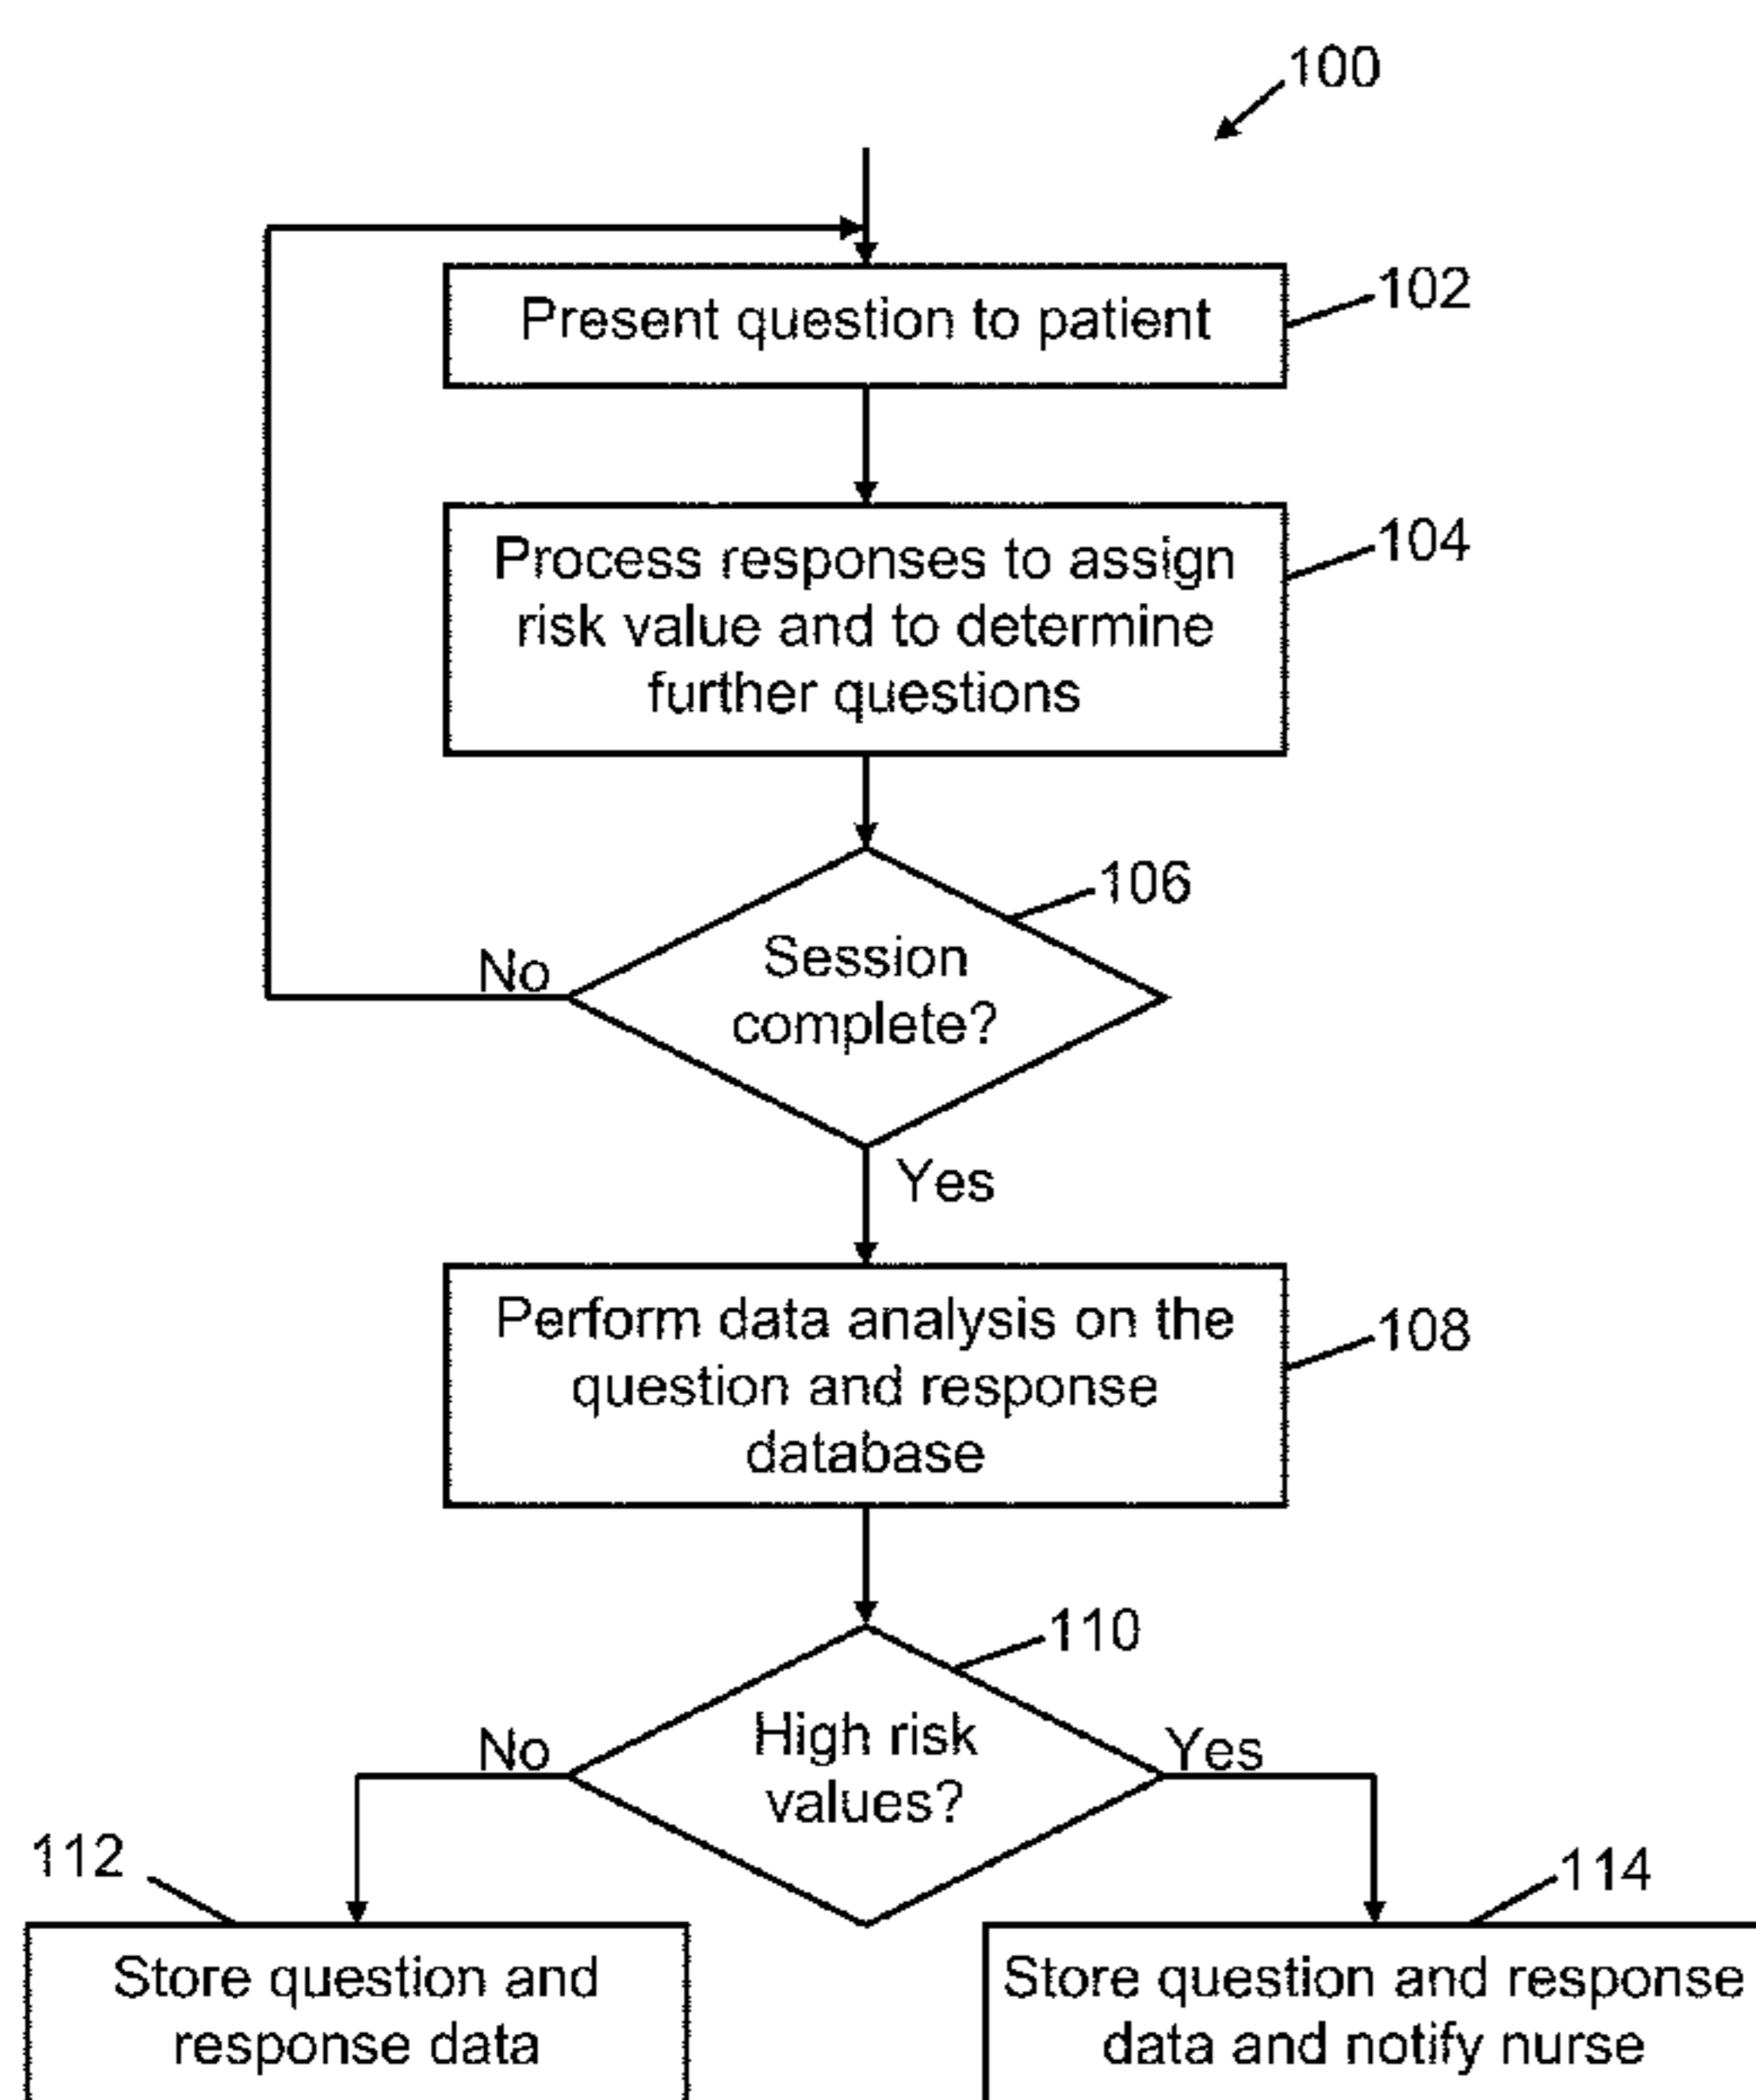 100
Present question to patient
102
Process responses to assign
risk value and to determine
further questions
104
106
Session
complete?
No
Yes
Perform data analysis on the
question and response
database
108
110
High risk
values?
No
Yes
112
114
Store question and
response data
Store question and response
data and notify nurse